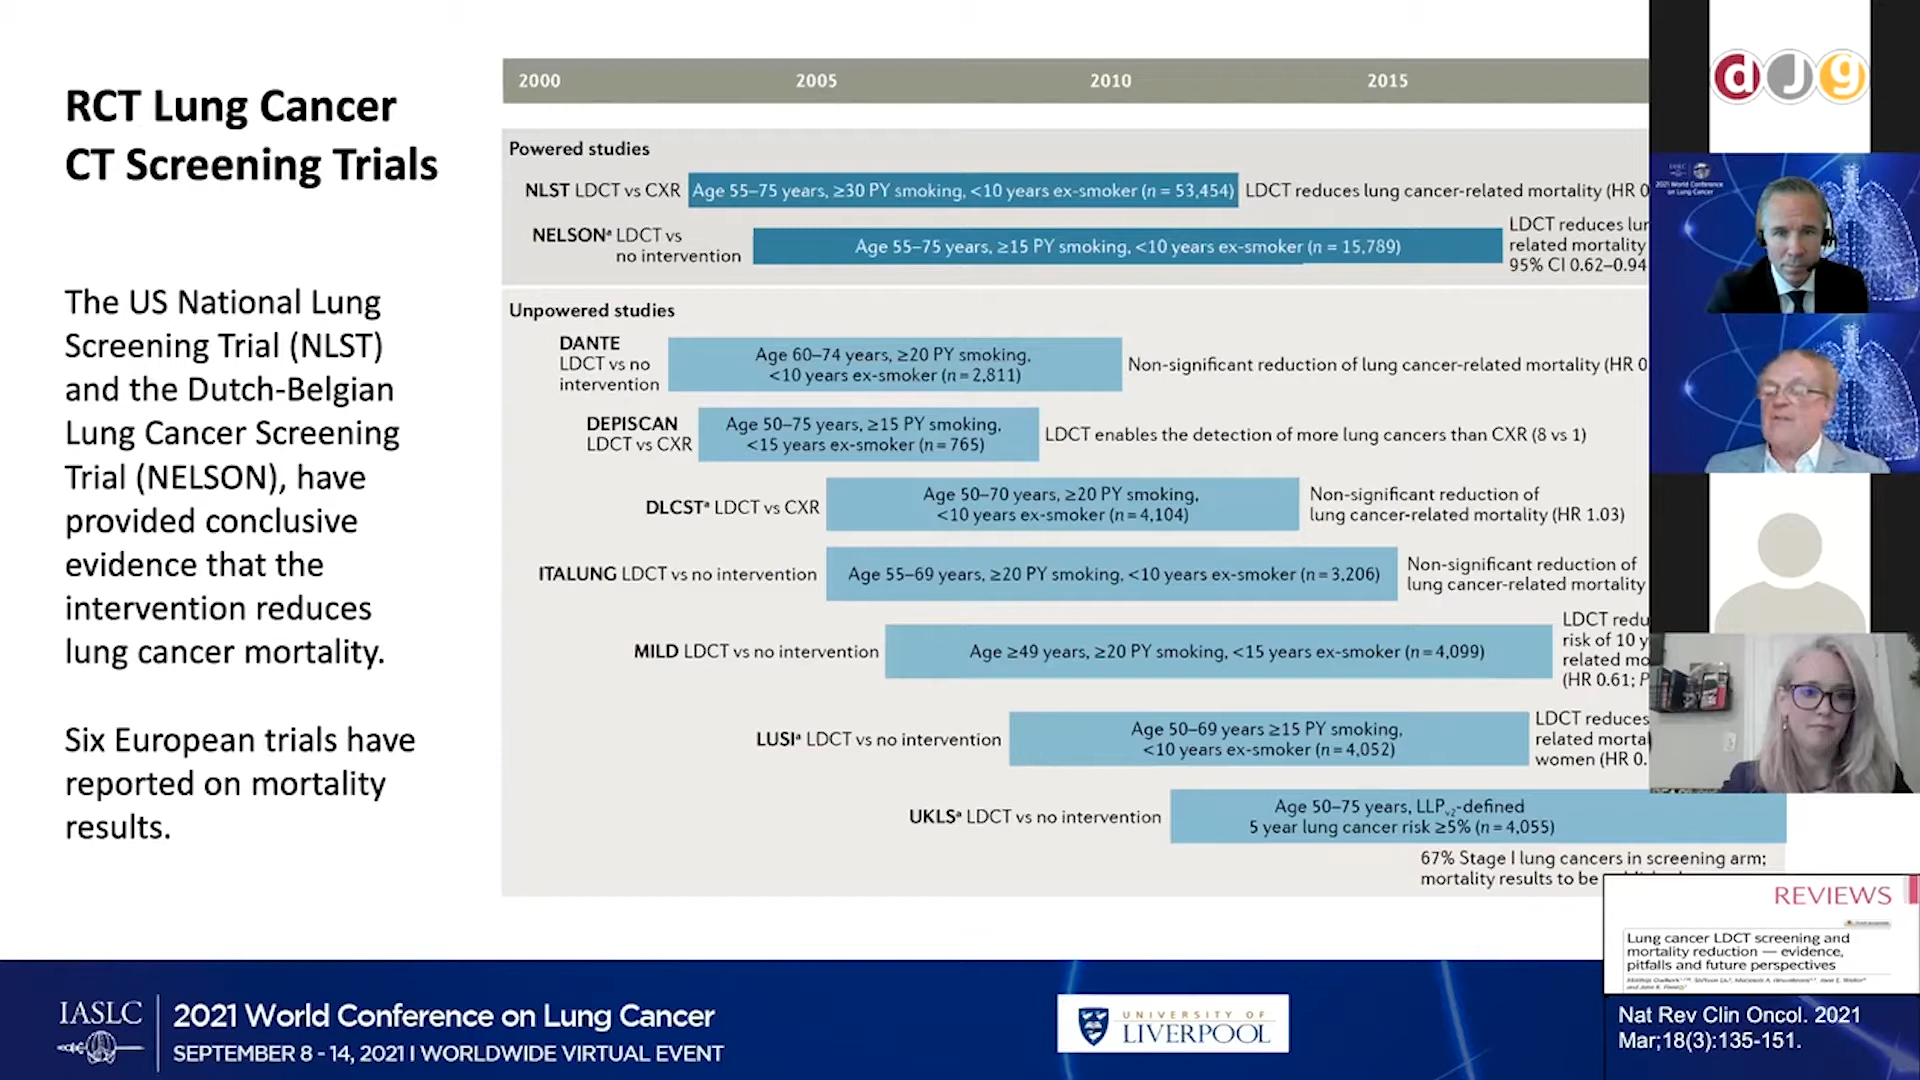 RCT Lung Cancer
CT Screening Trials
The US National Lung
Screening Trial (NLST)
and the Dutch-Belgian
Lung Cancer Screening
Trial (NELSON), have
provided conclusive
evidence that the
intervention reduces
lung cancer mortality.
Six European trials have
reported on mortality
results.
2000 2005 2010 2015
Powered studies
NLST LDCT vs CXR
Age 55–75 years, ≥30 PY smoking, <10 years ex-smoker (n = 53,454)
LDCT reduces lung cancer-related mortality (HR 0
NELSONᵃ LDCT vs
no intervention
Age 55–75 years, ≥15 PY smoking, <10 years ex-smoker (n = 15,789)
LDCT reduces lur
related mortality
95% CI 0.62–0.94
Unpowered studies
DANTE
LDCT vs no
intervention
Age 60–74 years, ≥20 PY smoking,
<10 years ex-smoker (n = 2,811)
Non-significant reduction of lung cancer-related mortality (HR 0
DEPISCAN
LDCT vs CXR
Age 50–75 years, ≥15 PY smoking,
<15 years ex-smoker (n = 765)
LDCT enables the detection of more lung cancers than CXR (8 vs 1)
DLCSTᵃ LDCT vs CXR
Age 50–70 years, ≥20 PY smoking,
<10 years ex-smoker (n = 4,104)
Non-significant reduction of
lung cancer-related mortality (HR 1.03)
ITALUNG LDCT vs no intervention
Age 55–69 years, ≥20 PY smoking, <10 years ex-smoker (n = 3,206)
Non-significant reduction of
lung cancer-related mortality
MILD LDCT vs no intervention
Age ≥49 years, ≥20 PY smoking, <15 years ex-smoker (n = 4,099)
LDCT redu
risk of 10 y
related mo
(HR 0.61; P
LUSIᵃ LDCT vs no intervention
Age 50–69 years ≥15 PY smoking,
<10 years ex-smoker (n = 4,052)
LDCT reduces
related morta
women (HR 0.
UKLSᵃ LDCT vs no intervention
Age 50–75 years, LLPv2-defined
5 year lung cancer risk ≥5% (n = 4,055)
67% Stage I lung cancers in screening arm;
mortality results to be
REVIEWS
Lung cancer LDCT screening and
mortality reduction — evidence,
pitfalls and future perspectives
Nat Rev Clin Oncol. 2021
Mar;18(3):135-151.
IASLC
2021 World Conference on Lung Cancer
SEPTEMBER 8 - 14, 2021 I WORLDWIDE VIRTUAL EVENT
UNIVERSITY OF
LIVERPOOL
dJg
IASLC
2021 World Conference
on Lung Cancer